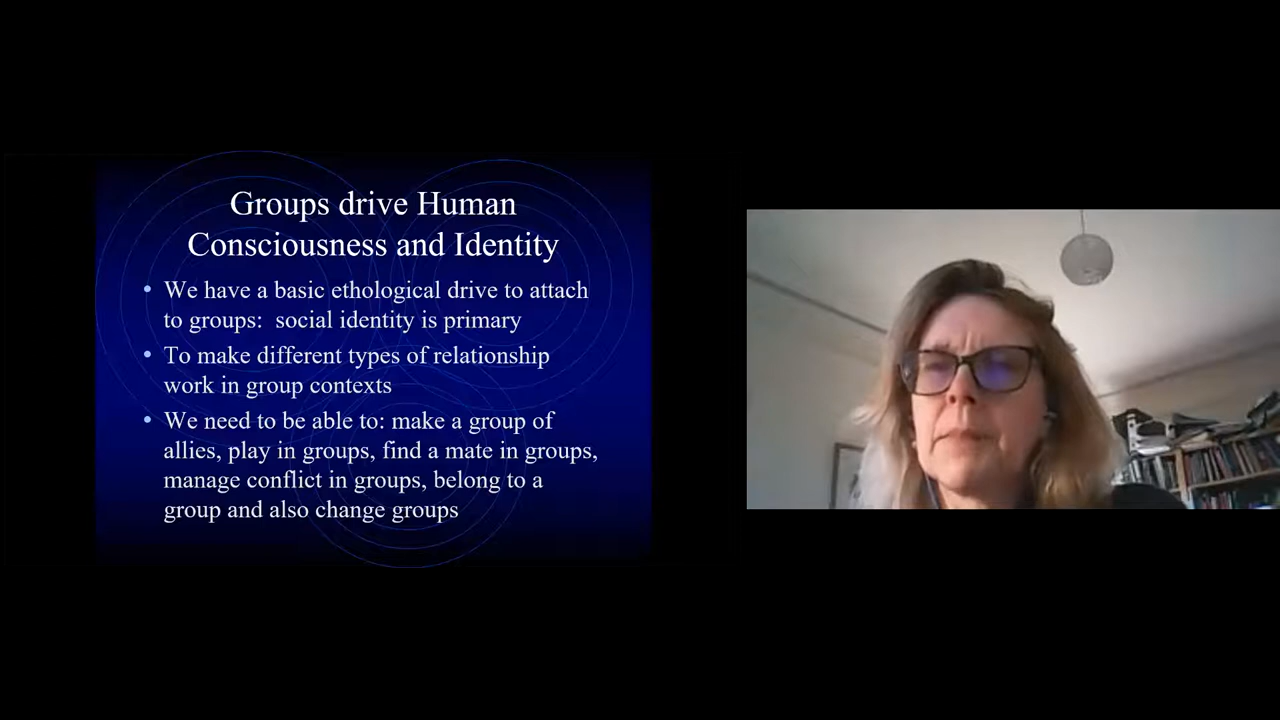 Groups drive Human
Consciousness and Identity
• We have a basic ethological drive to attach
to groups:  social identity is primary
• To make different types of relationship
work in group contexts
• We need to be able to: make a group of
allies, play in groups, find a mate in groups,
manage conflict in groups, belong to a
group and also change groups